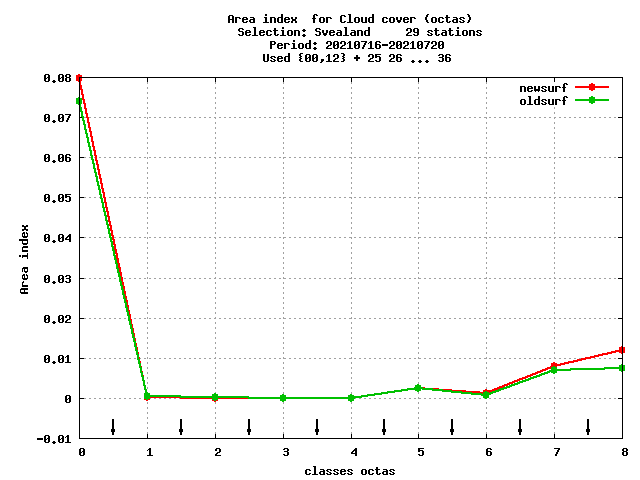 Area index  for Cloud cover (octas)
Selection: Svealand     29 stations
Period: 20210716-20210720
Used {00,12} + 25 26 ... 36
newsurf
oldsurf
0.08
0.07
0.06
0.05
0.04
0.03
0.02
0.01
0
-0.01
Area index
0 1 2 3 4 5 6 7 8
classes octas